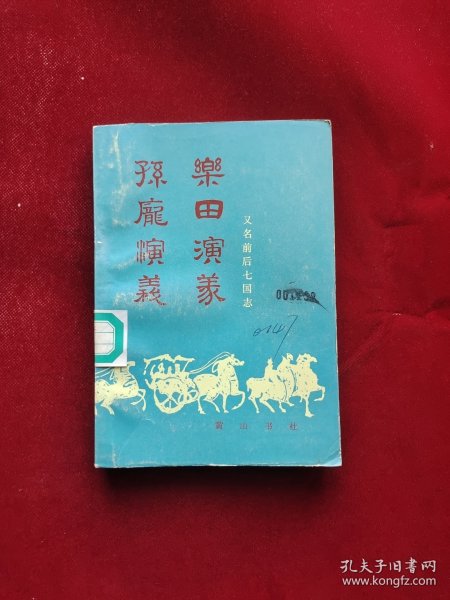 孫龐演義
樂田演義
又名前后七国志
0147
黄山书社
孔夫子旧书网
www.kongfz.com